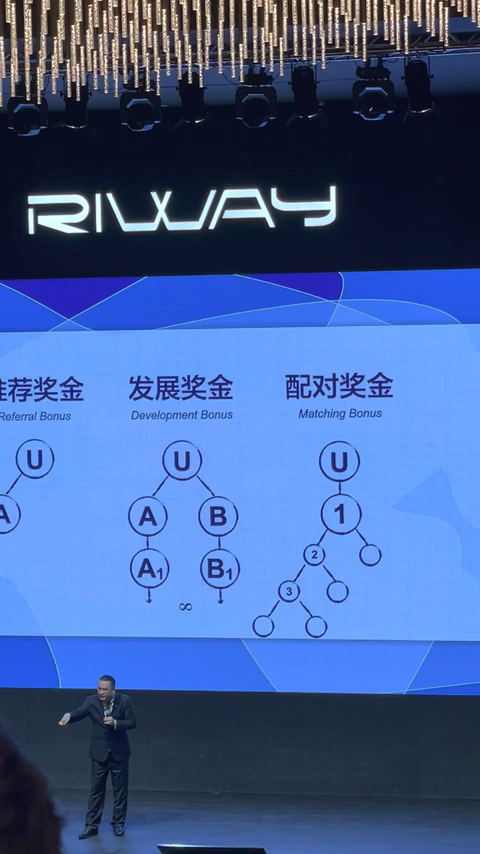 RIWAY
推荐奖金
Referral Bonus
U
A
发展奖金
Development Bonus
U
A B
A1 B1
∞
配对奖金
Matching Bonus
U
1
2
3